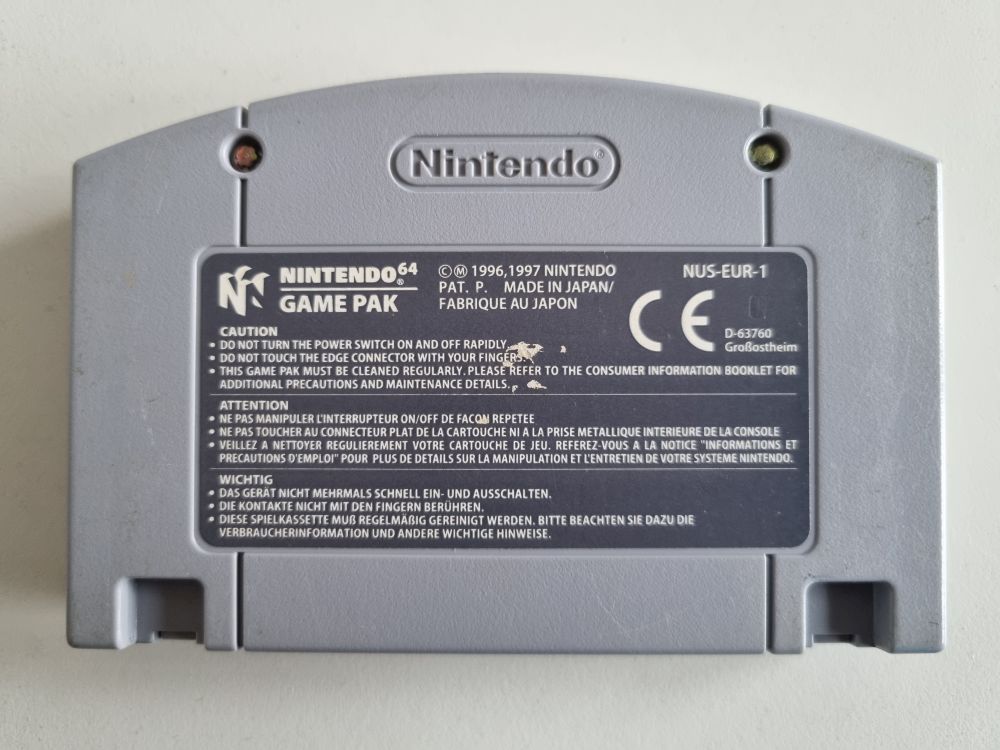 Nintendo®
NINTENDO⁶⁴®
GAME PAK
©Ⓜ 1996,1997 NINTENDO
PAT. P. MADE IN JAPAN/
FABRIQUE AU JAPON
NUS-EUR-1
CE
D-63760
Großostheim
CAUTION
• DO NOT TURN THE POWER SWITCH ON AND OFF RAPIDLY.
• DO NOT TOUCH THE EDGE CONNECTOR WITH YOUR FINGERS.
• THIS GAME PAK MUST BE CLEANED REGULARLY. PLEASE REFER TO THE CONSUMER INFORMATION BOOKLET FOR
ADDITIONAL PRECAUTIONS AND MAINTENANCE DETAILS.
ATTENTION
• NE PAS MANIPULER L'INTERRUPTEUR ON/OFF DE FACON REPETEE
• NE PAS TOUCHER AU CONNECTEUR PLAT DE LA CARTOUCHE NI A LA PRISE METALLIQUE INTERIEURE DE LA CONSOLE
• VEILLEZ A NETTOYER REGULIEREMENT VOTRE CARTOUCHE DE JEU. REFEREZ-VOUS A LA NOTICE "INFORMATIONS ET
PRECAUTIONS D'EMPLOI" POUR PLUS DE DETAILS SUR LA MANIPULATION ET L'ENTRETIEN DE VOTRE SYSTEME NINTENDO.
WICHTIG
• DAS GERÄT NICHT MEHRMALS SCHNELL EIN- UND AUSSCHALTEN.
• DIE KONTAKTE NICHT MIT DEN FINGERN BERÜHREN.
• DIESE SPIELKASSETTE MUß REGELMÄßIG GEREINIGT WERDEN. BITTE BEACHTEN SIE DAZU DIE
VERBRAUCHERINFORMATION UND ANDERE WICHTIGE HINWEISE.